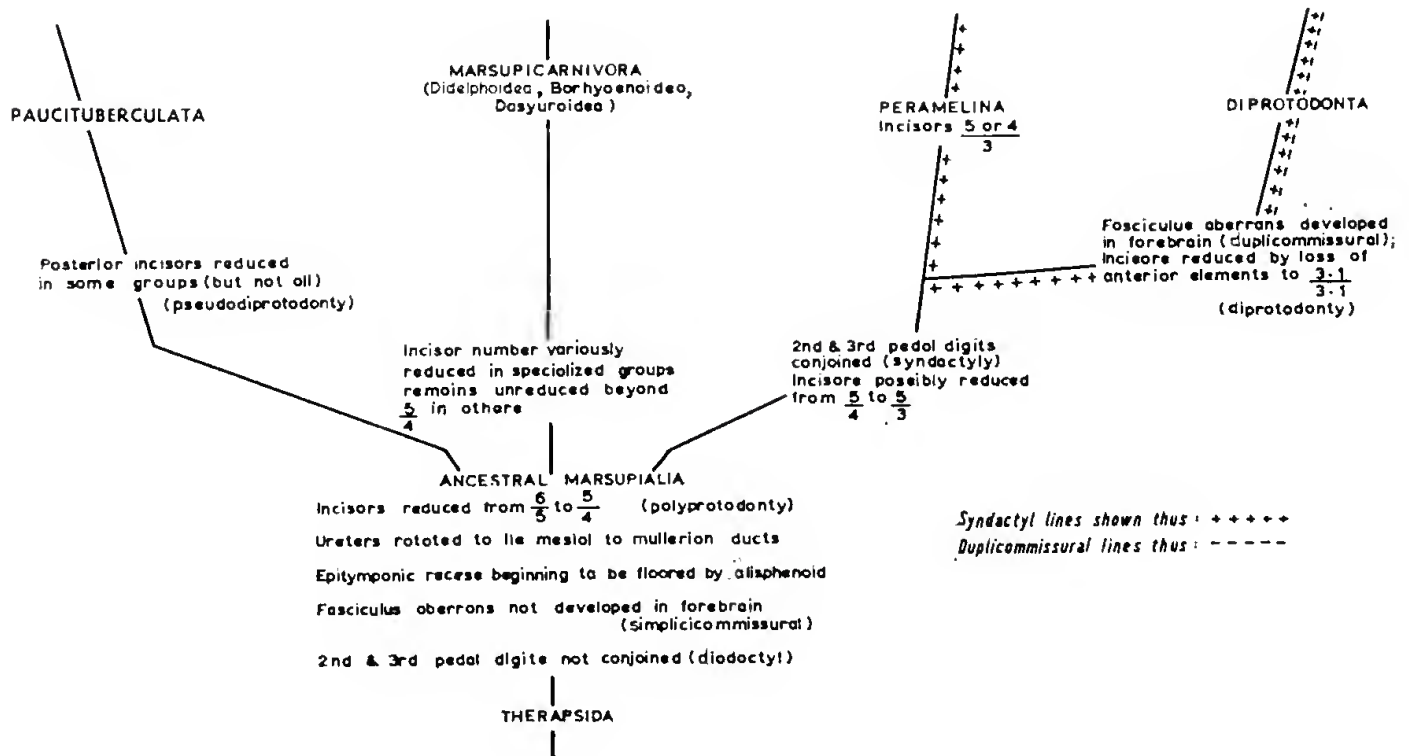 PAUCITUBERCULATA
MARSUPICARNIVORA
(Didelphoidea, Borhyaenoidea,
Dasyuroidea)
PERAMELINA
Incisors 5 or 4
3
DIPROTODONTA
Posterior incisors reduced
in some groups (but not all)
(pseudodiprotodonty)
Fasciculus aberrans developed
in forebrain (duplicommissural);
Incisors reduced by loss of
anterior elements to 3·1
3·1
(diprotodonty)
Incisor number variously
reduced in specialized groups
remains unreduced beyond
5
4 in others
2nd & 3rd pedal digits
conjoined (syndactyly)
Incisors possibly reduced
from 5/4 to 5/3
ANCESTRAL MARSUPIALIA
Incisors reduced from 6/5 to 5/4 (polyprotodonty)
Ureters rotated to lie mesial to mullerian ducts
Epitympanic recess beginning to be floored by alisphenoid
Fasciculus aberrans not developed in forebrain
(simplicicommissural)
2nd & 3rd pedal digits not conjoined (diadactyl)
THERAPSIDA
Syndactyl lines shown thus : + + + + +
Duplicommissural lines thus : - - - - -